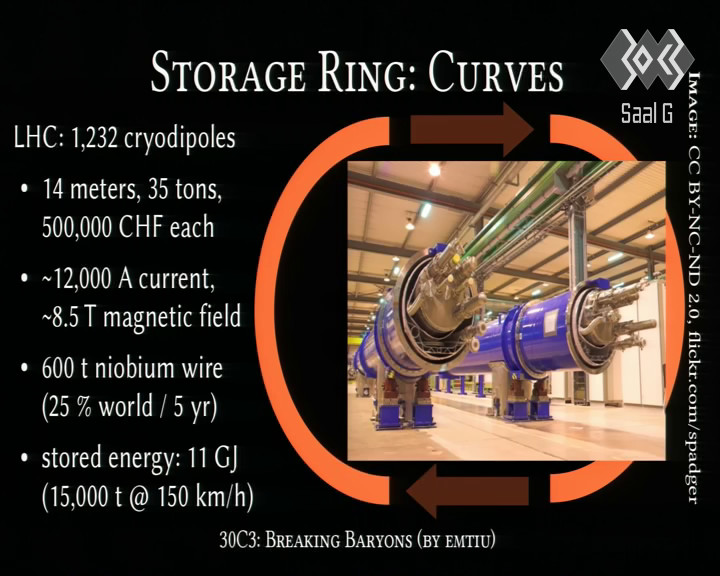 STORAGE RING: CURVES
Saal G
LHC: 1,232 cryodipoles
• 14 meters, 35 tons,
500,000 CHF each
• ~12,000 A current,
~8.5 T magnetic field
• 600 t niobium wire
(25 % world / 5 yr)
• stored energy: 11 GJ
(15,000 t @ 150 km/h)
IMAGE: CC BY-NC-ND 2.0, flickr.com/spadger
30C3: BREAKING BARYONS (BY EMTIU)